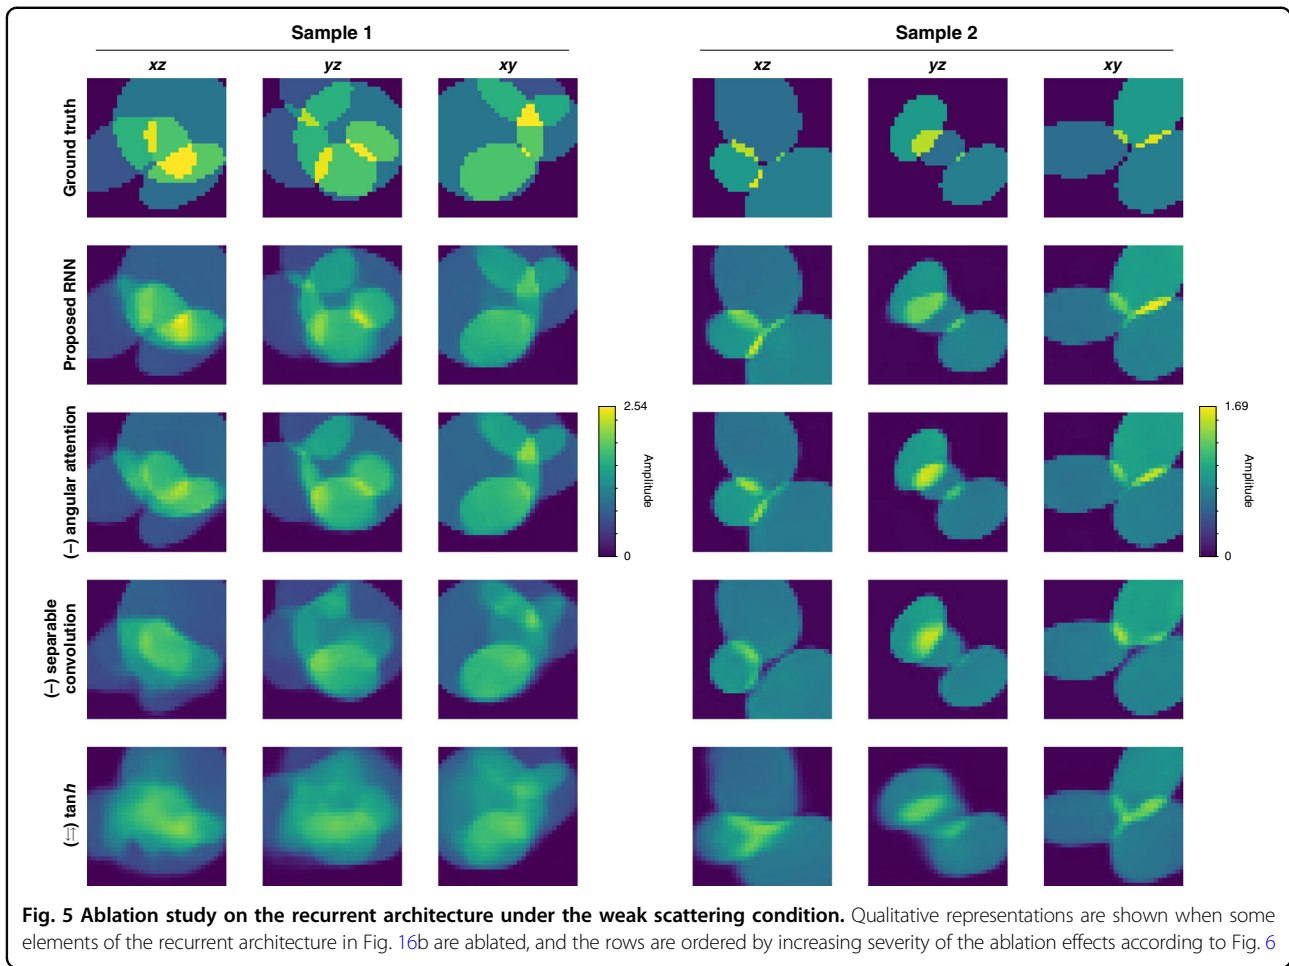 Sample 1
Sample 2
xz
yz
xy
xz
yz
xy
Ground truth
Proposed RNN
(−) angular attention
2.54
Amplitude
0
1.69
Amplitude
0
(−) separable
convolution
(⇆) tanh
Fig. 5 Ablation study on the recurrent architecture under the weak scattering condition. Qualitative representations are shown when some
elements of the recurrent architecture in Fig. 16b are ablated, and the rows are ordered by increasing severity of the ablation effects according to Fig. 6